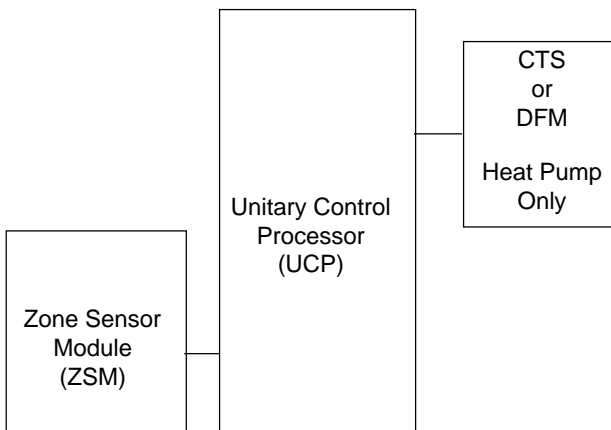 CTS
or
DFM
Heat Pump
Only
Unitary Control
Processor
(UCP)
Zone Sensor
Module
(ZSM)